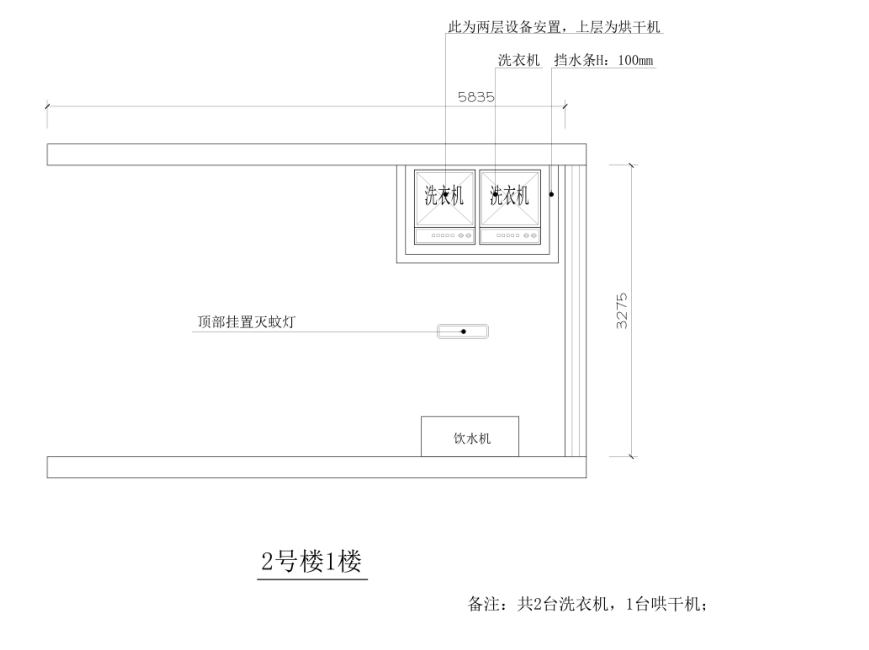 此为两层设备安置，上层为烘干机
洗衣机 挡水条H：100mm
5835
洗衣机 洗衣机
3275
顶部挂置灭蚊灯
饮水机
2号楼1楼
备注：共2台洗衣机，1台哄干机；